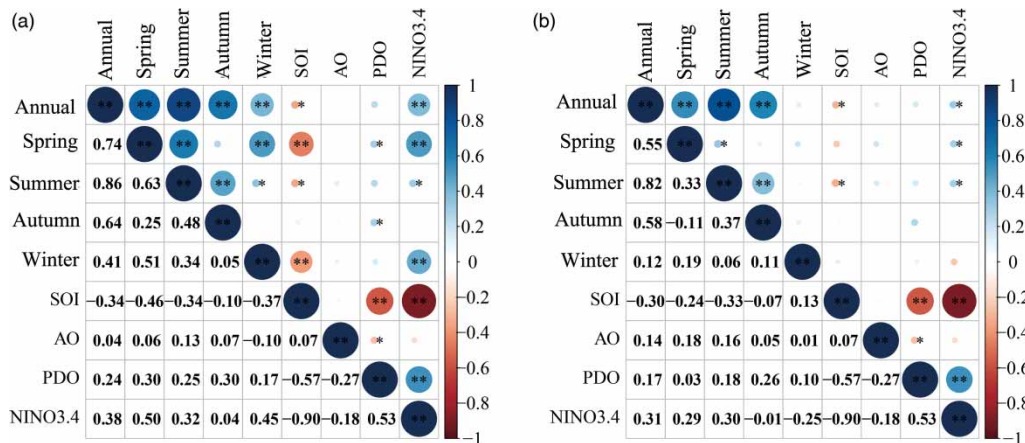 (a)
Annual Spring Summer Autumn Winter SOI AO PDO NINO3.4
Annual ** ** ** ** ** * **
Spring 0.74 ** ** ** ** * **
Summer 0.86 0.63 ** ** * * *
Autumn 0.64 0.25 0.48 ** *
Winter 0.41 0.51 0.34 0.05 ** ** **
SOI −0.34 −0.46 −0.34 −0.10 −0.37 ** ** **
AO 0.04 0.06 0.13 0.07 −0.10 0.07 ** *
PDO 0.24 0.30 0.25 0.30 0.17 −0.57 −0.27 ** **
NINO3.4 0.38 0.50 0.32 0.04 0.45 −0.90 −0.18 0.53 **
1
0.8
0.6
0.4
0.2
0
−0.2
−0.4
−0.6
−0.8
−1
(b)
Annual Spring Summer Autumn Winter SOI AO PDO NINO3.4
Annual ** ** ** ** * *
Spring 0.55 ** * *
Summer 0.82 0.33 ** ** * *
Autumn 0.58 −0.11 0.37 **
Winter 0.12 0.19 0.06 0.11 **
SOI −0.30 −0.24 −0.33 −0.07 0.13 ** ** **
AO 0.14 0.18 0.16 0.05 0.01 0.07 ** *
PDO 0.17 0.03 0.18 0.26 0.10 −0.57 −0.27 ** **
NINO3.4 0.31 0.29 0.30 −0.01 −0.25 −0.90 −0.18 0.53 **
1
0.8
0.6
0.4
0.2
0
−0.2
−0.4
−0.6
−0.8
−1